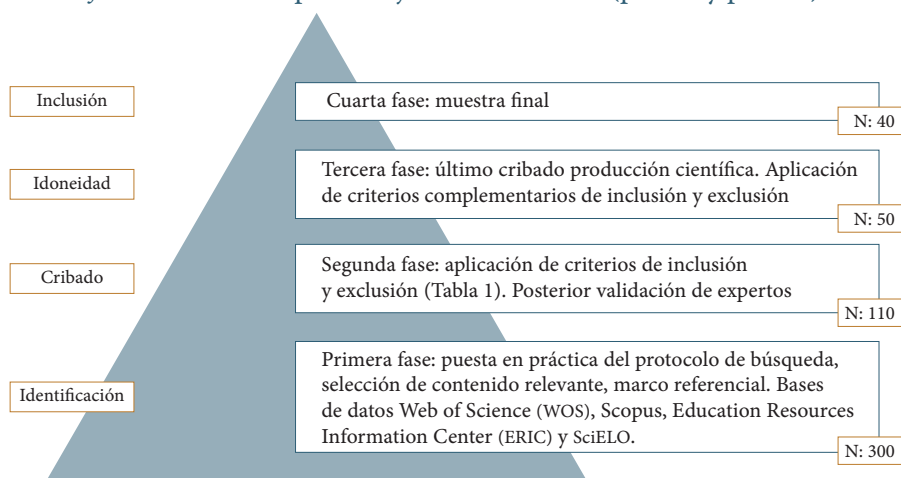 Inclusión
Cuarta fase: muestra final
N: 40
Idoneidad
Tercera fase: último cribado producción científica. Aplicación
de criterios complementarios de inclusión y exclusión
N: 50
Cribado
Segunda fase: aplicación de criterios de inclusión
y exclusión (Tabla 1). Posterior validación de expertos
N: 110
Identificación
Primera fase: puesta en práctica del protocolo de búsqueda,
selección de contenido relevante, marco referencial. Bases
de datos Web of Science (WOS), Scopus, Education Resources
Information Center (ERIC) y SciELO.
N: 300